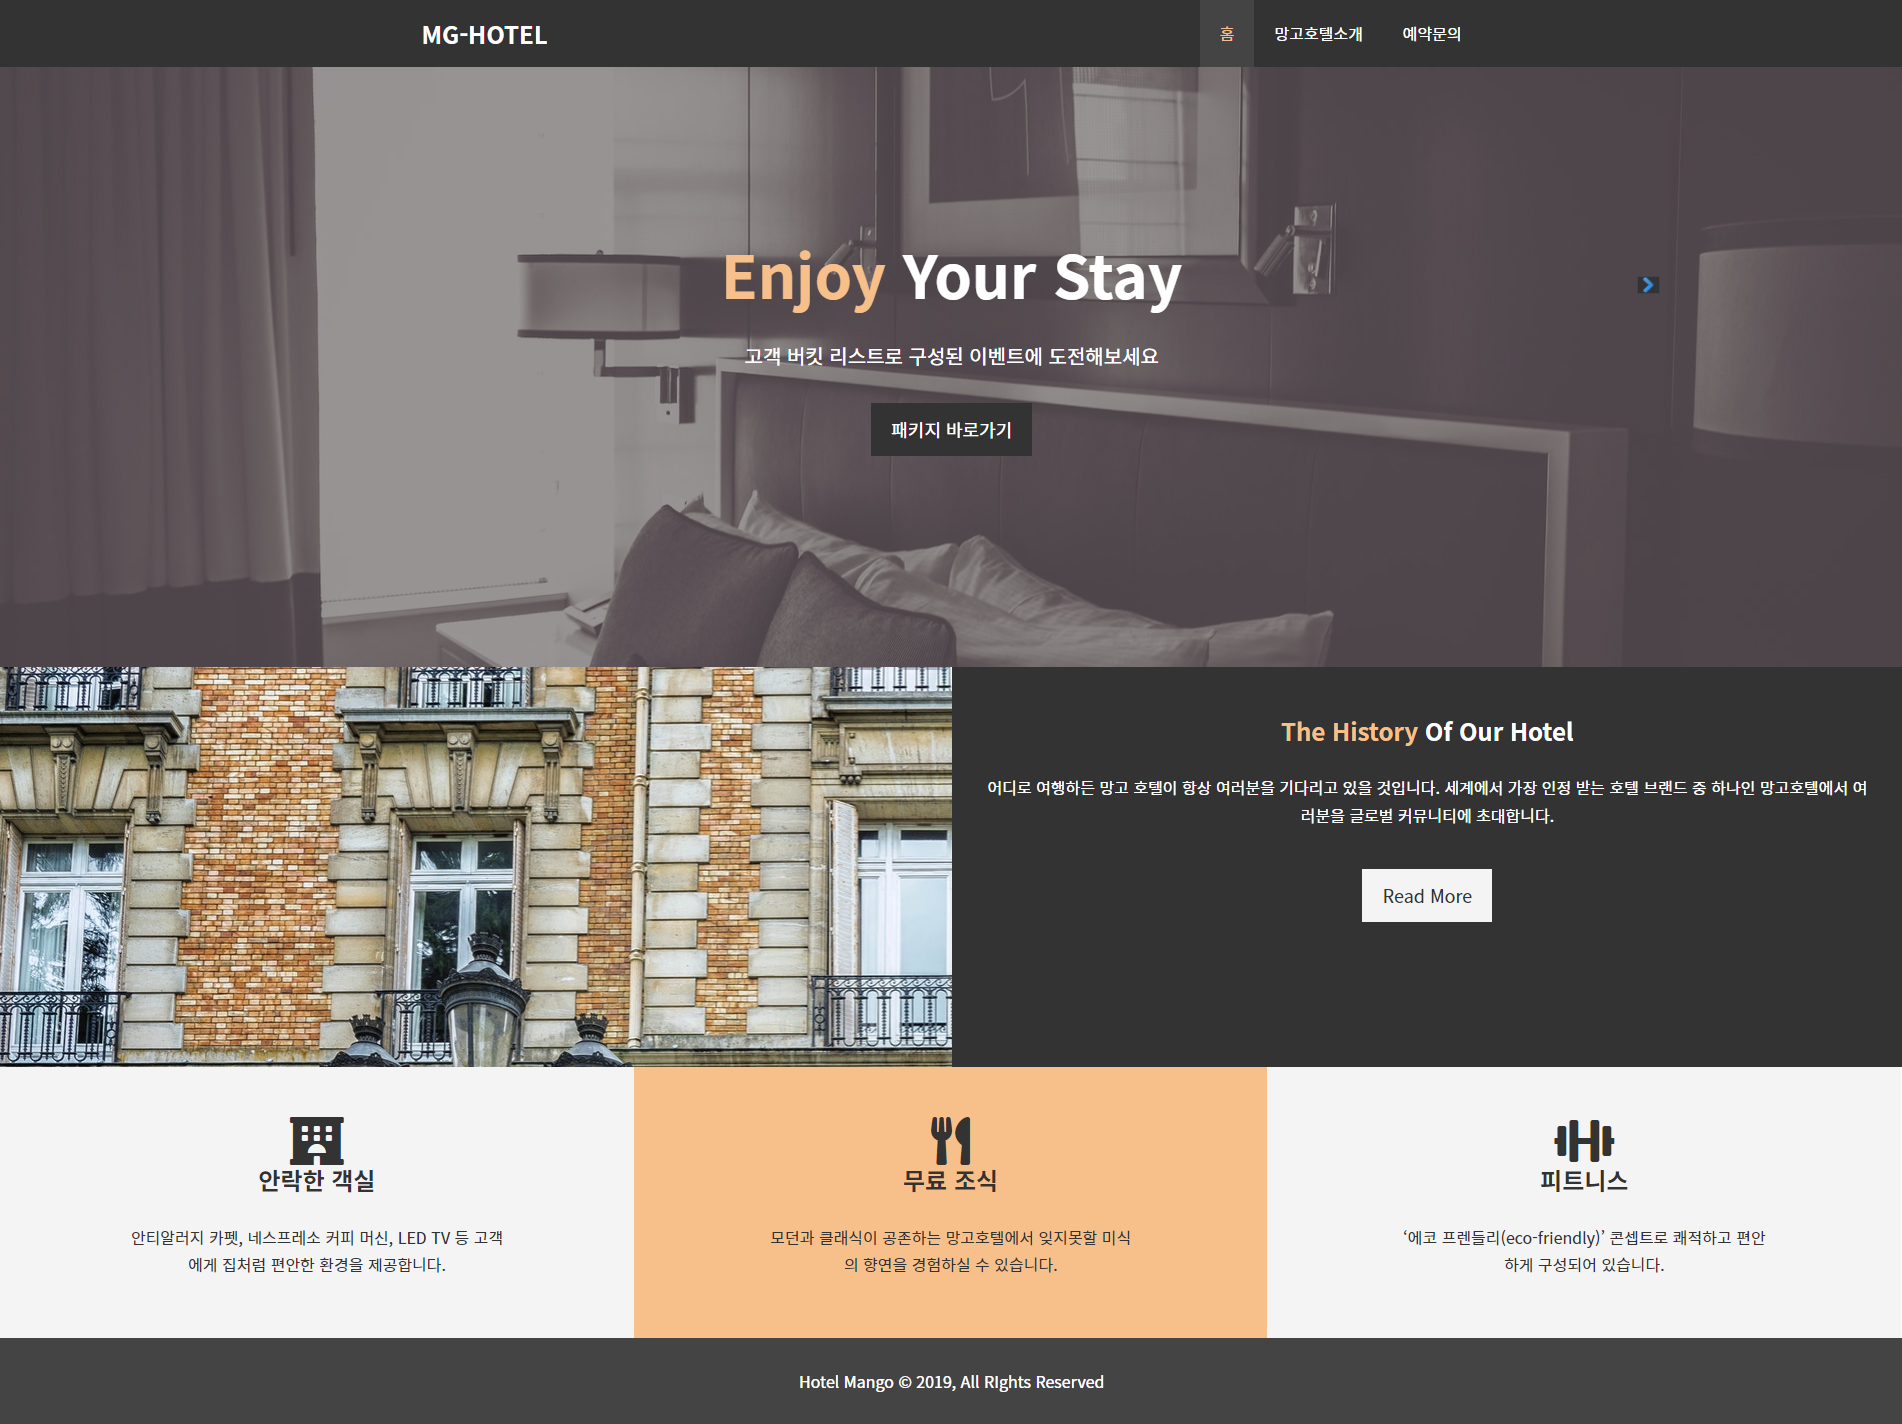 MG-HOTEL
홈 망고호텔소개 예약문의
Enjoy Your Stay
고객 버킷 리스트로 구성된 이벤트에 도전해보세요
패키지 바로가기
The History Of Our Hotel
어디로 여행하든 망고 호텔이 항상 여러분을 기다리고 있을 것입니다. 세계에서 가장 인정 받는 호텔 브랜드 중 하나인 망고호텔에서 여
러분을 글로벌 커뮤니티에 초대합니다.
Read More
안락한 객실
안티알러지 카펫, 네스프레소 커피 머신, LED TV 등 고객
에게 집처럼 편안한 환경을 제공합니다.
무료 조식
모던과 클래식이 공존하는 망고호텔에서 잊지못할 미식
의 향연을 경험하실 수 있습니다.
피트니스
‘에코 프렌들리(eco-friendly)’ 콘셉트로 쾌적하고 편안
하게 구성되어 있습니다.
Hotel Mango © 2019, All RIghts Reserved